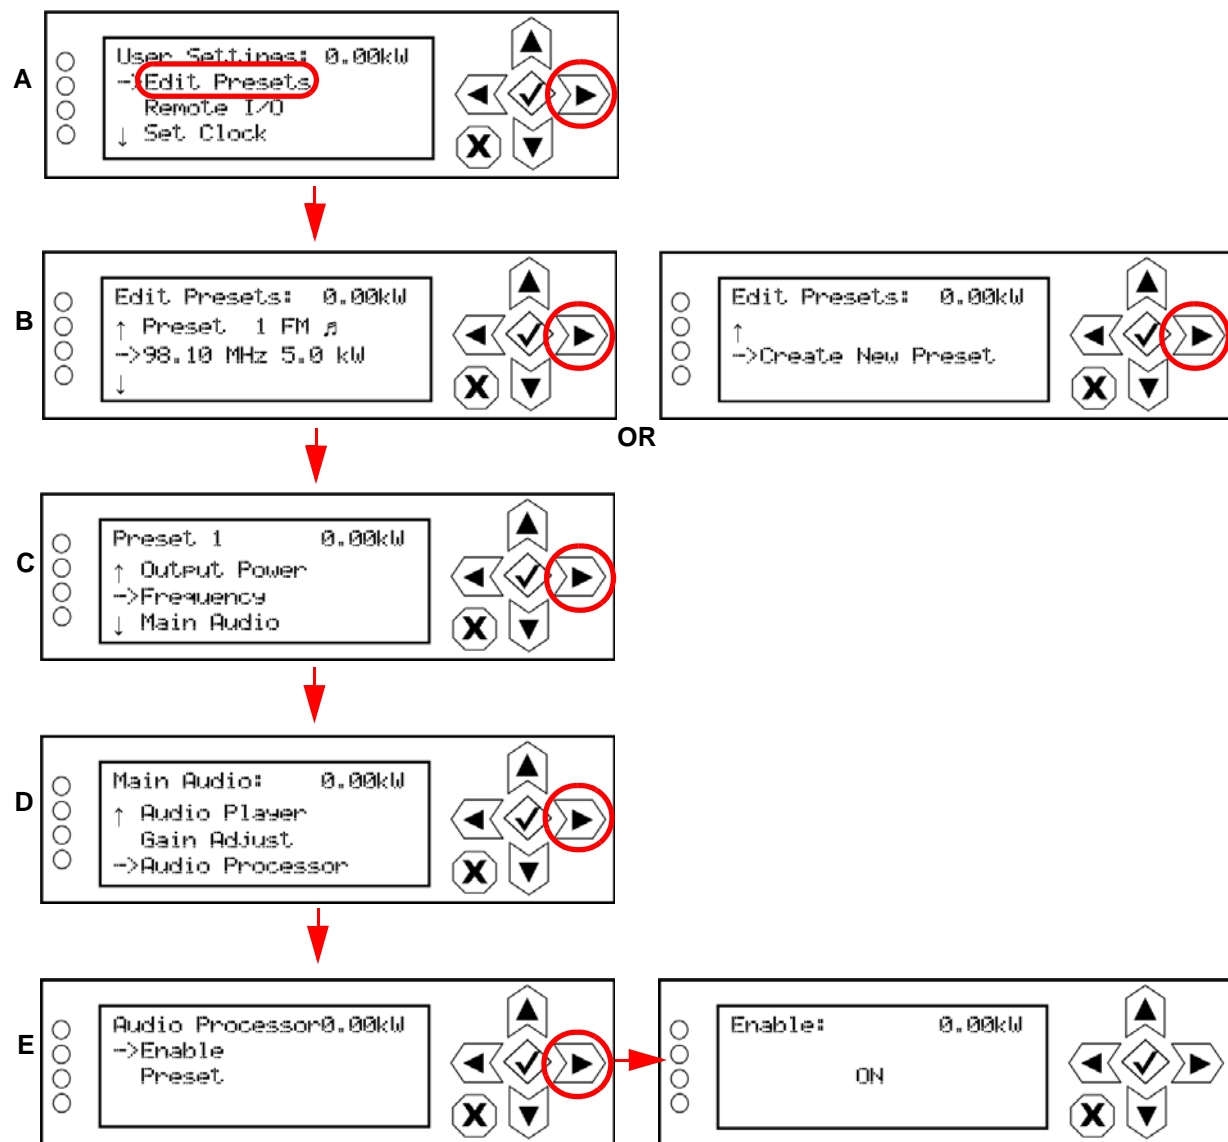 A
User Settings: 0.00kW
->Edit Presets
Remote I/O
↓ Set Clock
X
B
Edit Presets: 0.00kW
↑ Preset 1 FM ♬
->98.10 MHz 5.0 kW
↓
X
OR
Edit Presets: 0.00kW
↑
->Create New Preset
X
C
Preset 1 0.00kW
↑ Output Power
->Frequency
↓ Main Audio
X
D
Main Audio: 0.00kW
↑ Audio Player
Gain Adjust
->Audio Processor
X
E
Audio Processor0.00kW
->Enable
Preset
X
Enable: 0.00kW
ON
X